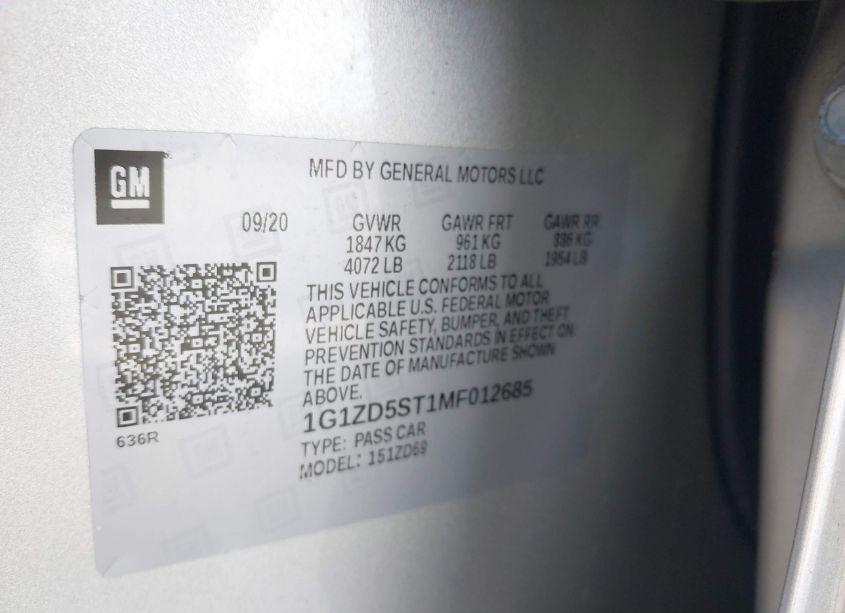 GM
MFD BY GENERAL MOTORS LLC
09/20 GVWR GAWR FRT GAWR RR
1847 KG 961 KG 886 KG
4072 LB 2118 LB 1954 LB
THIS VEHICLE CONFORMS TO ALL
APPLICABLE U.S. FEDERAL MOTOR
VEHICLE SAFETY, BUMPER, AND THEFT
PREVENTION STANDARDS IN EFFECT ON
THE DATE OF MANUFACTURE SHOWN
ABOVE.
1G1ZD5ST1MF012685
TYPE: PASS CAR
MODEL: 151ZD69
636R